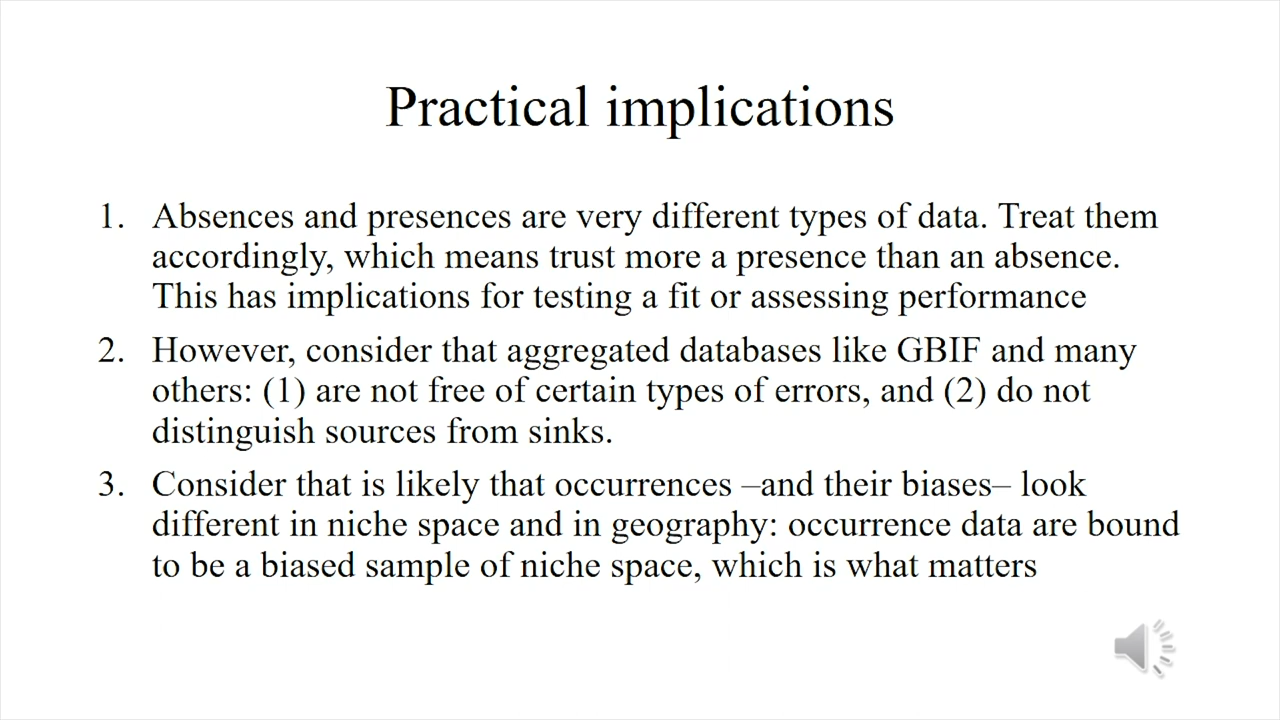 Practical implications
1. Absences and presences are very different types of data. Treat them
accordingly, which means trust more a presence than an absence.
This has implications for testing a fit or assessing performance
2. However, consider that aggregated databases like GBIF and many
others: (1) are not free of certain types of errors, and (2) do not
distinguish sources from sinks.
3. Consider that is likely that occurrences –and their biases– look
different in niche space and in geography: occurrence data are bound
to be a biased sample of niche space, which is what matters